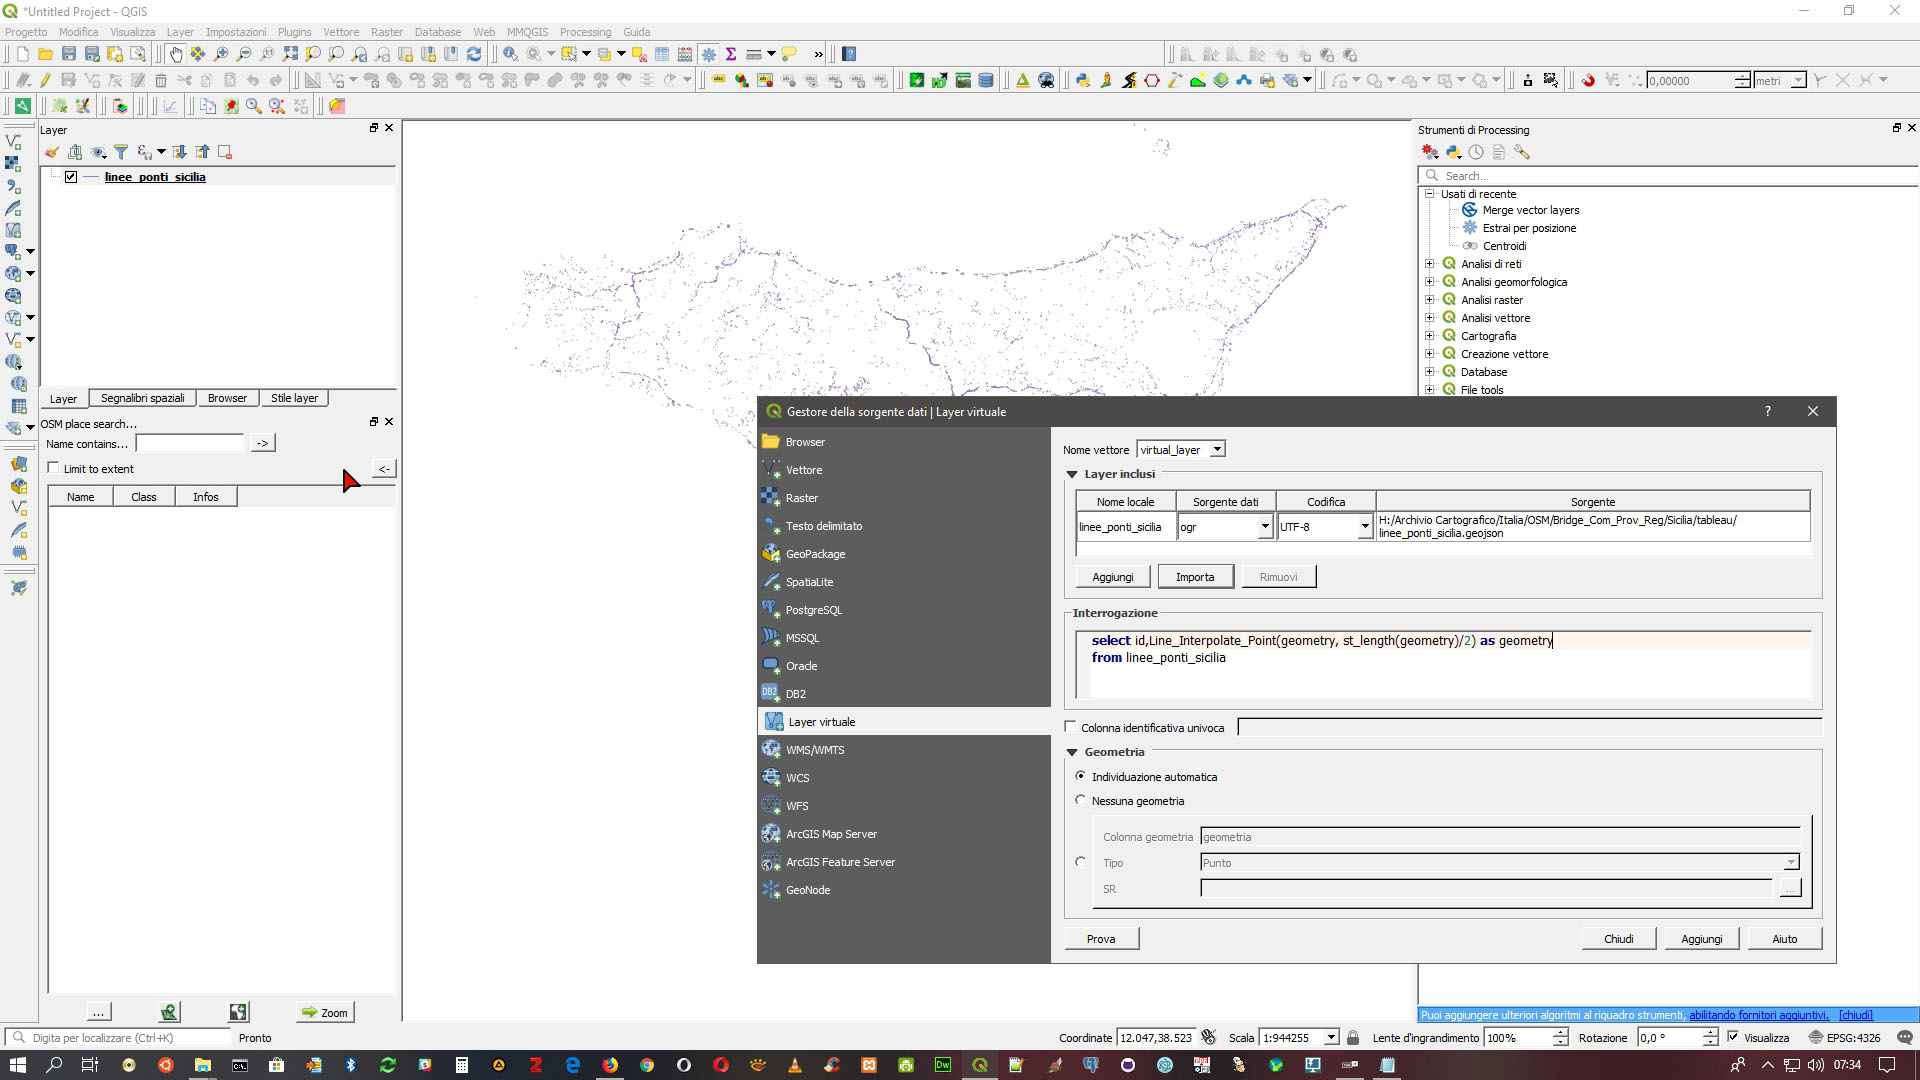 *Untitled Project - QGIS
Progetto Modifica Visualizza Layer Impostazioni Plugins Vettore Raster Database Web MMQGIS Processing Guida
0,00000 metri
Layer
linee_ponti_sicilia
Layer Segnalibri spaziali Browser Stile layer
OSM place search...
Name contains... ->
Limit to extent <-
Name Class Infos
... Zoom
Strumenti di Processing
Search...
Usati di recente
Merge vector layers
Estrai per posizione
Centroidi
Analisi di reti
Analisi geomorfologica
Analisi raster
Analisi vettore
Cartografia
Creazione vettore
Database
File tools
Gestore della sorgente dati | Layer virtuale ?
Browser
Vettore
Raster
Testo delimitato
GeoPackage
SpatiaLite
PostgreSQL
MSSQL
Oracle
DB2
Layer virtuale
WMS/WMTS
WCS
WFS
ArcGIS Map Server
ArcGIS Feature Server
GeoNode
Nome vettore virtual_layer
Layer inclusi
Nome locale Sorgente dati Codifica Sorgente
linee_ponti_sicilia ogr UTF-8 H:/Archivio Cartografico/Italia/OSM/Bridge_Com_Prov_Reg/Sicilia/tableau/
linee_ponti_sicilia.geojson
Aggiungi Importa Rimuovi
Interrogazione
select id,Line_Interpolate_Point(geometry, st_length(geometry)/2) as geometry
from linee_ponti_sicilia
Colonna identificativa univoca
Geometria
Individuazione automatica
Nessuna geometria
Colonna geometria geometria
Tipo Punto
SR ...
Prova Chiudi Aggiungi Aiuto
Puoi aggiungere ulteriori algoritmi al riquadro strumenti, abilitando fornitori aggiuntivi. [chiudi]
Digita per localizzare (Ctrl+K) Pronto Coordinate 12.047,38.523 Scala 1:944255 Lente d'ingrandimento 100% Rotazione 0,0 ° Visualizza EPSG:4326
07:34